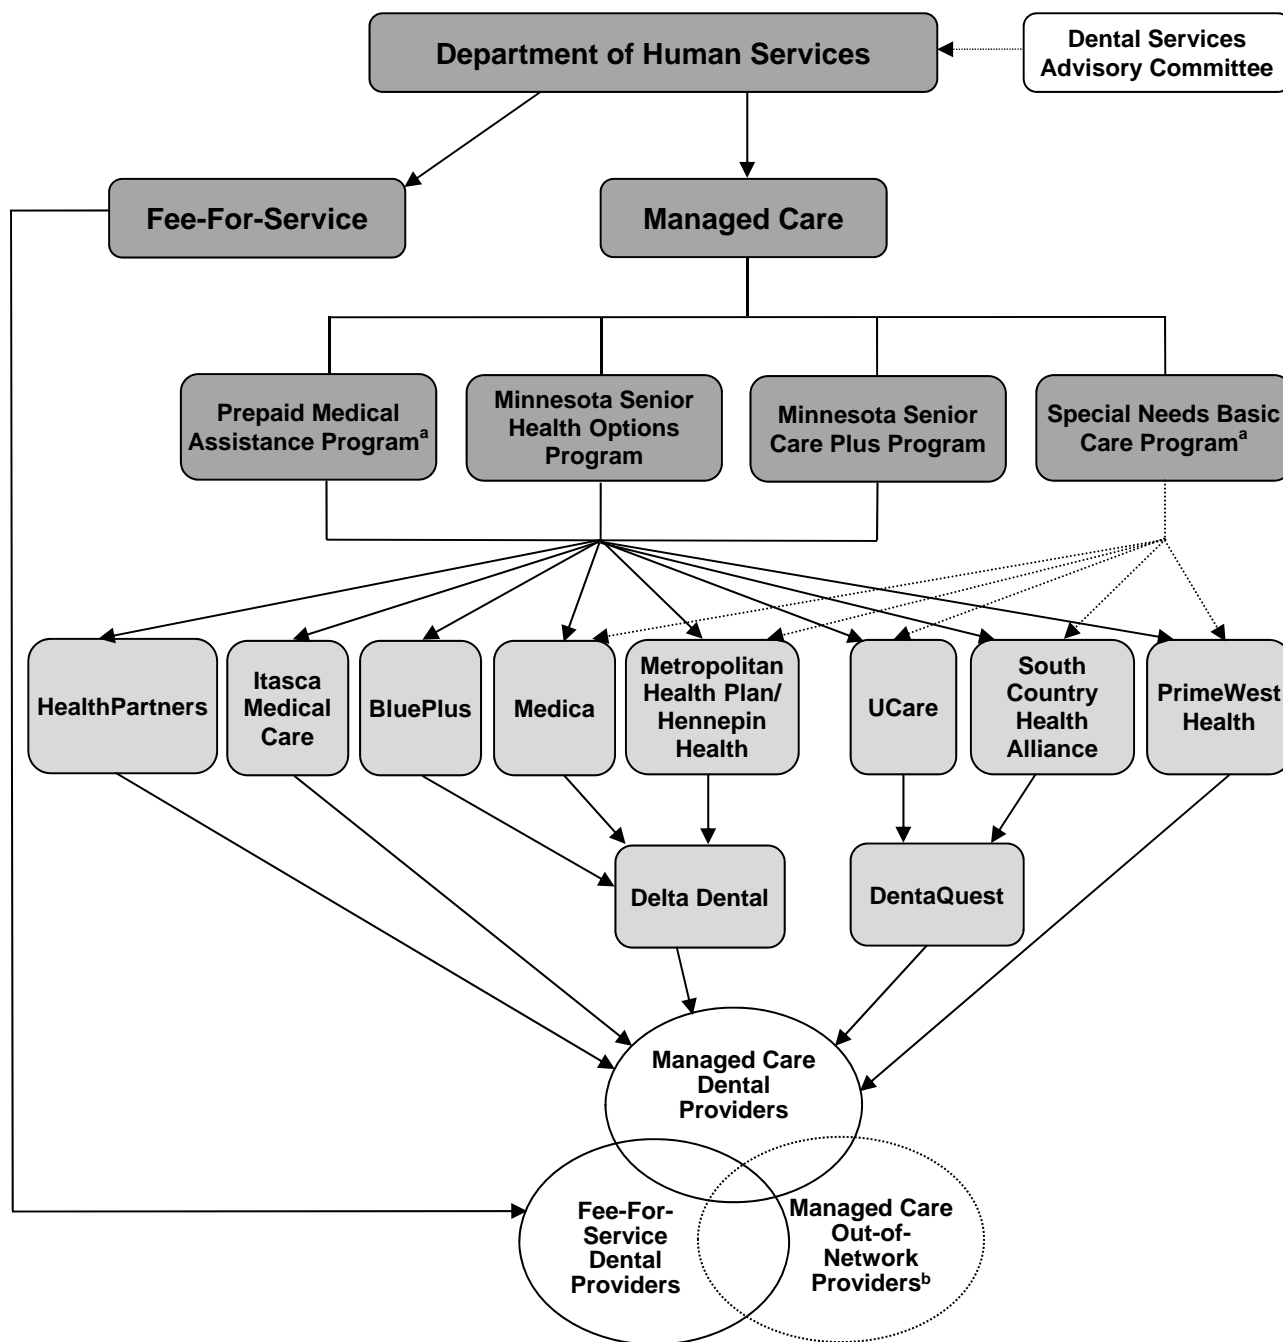 Department of Human Services
Dental Services
Advisory Committee
Fee-For-Service
Managed Care
Prepaid Medical
Assistance Programa
Minnesota Senior
Health Options
Program
Minnesota Senior
Care Plus Program
Special Needs Basic
Care Programa
HealthPartners
Itasca
Medical
Care
BluePlus
Medica
Metropolitan
Health Plan/
Hennepin
Health
UCare
South
Country
Health
Alliance
PrimeWest
Health
Delta Dental
DentaQuest
Managed Care
Dental
Providers
Fee-For-
Service
Dental
Providers
Managed Care
Out-of-
Network
Providersb